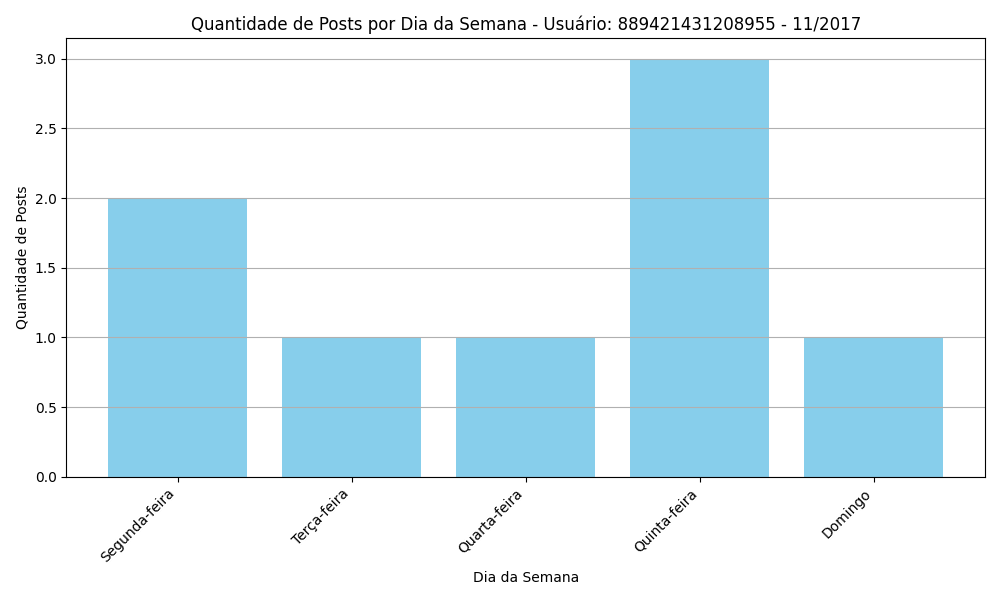 Quantidade de Posts por Dia da Semana - Usuário: 889421431208955 - 11/2017
Quantidade de Posts
3.0
2.5
2.0
1.5
1.0
0.5
0.0
Segunda-feira
Terça-feira
Quarta-feira
Quinta-feira
Domingo
Dia da Semana